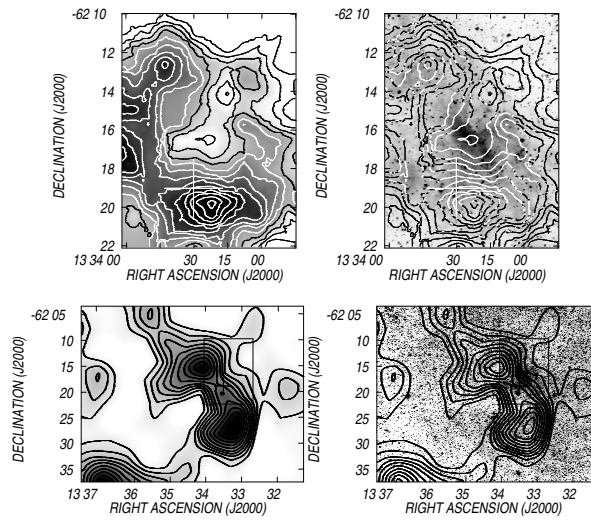 -62 10
12
14
16
18
20
22
DECLINATION (J2000)
13 34 00 30 15 00
RIGHT ASCENSION (J2000)
-62 10
12
14
16
18
20
22
DECLINATION (J2000)
13 34 00 30 15 00
RIGHT ASCENSION (J2000)
-62 05
10
15
20
25
30
35
DECLINATION (J2000)
13 37 36 35 34 33 32
RIGHT ASCENSION (J2000)
-62 05
10
15
20
25
30
35
DECLINATION (J2000)
13 37 36 35 34 33 32
RIGHT ASCENSION (J2000)